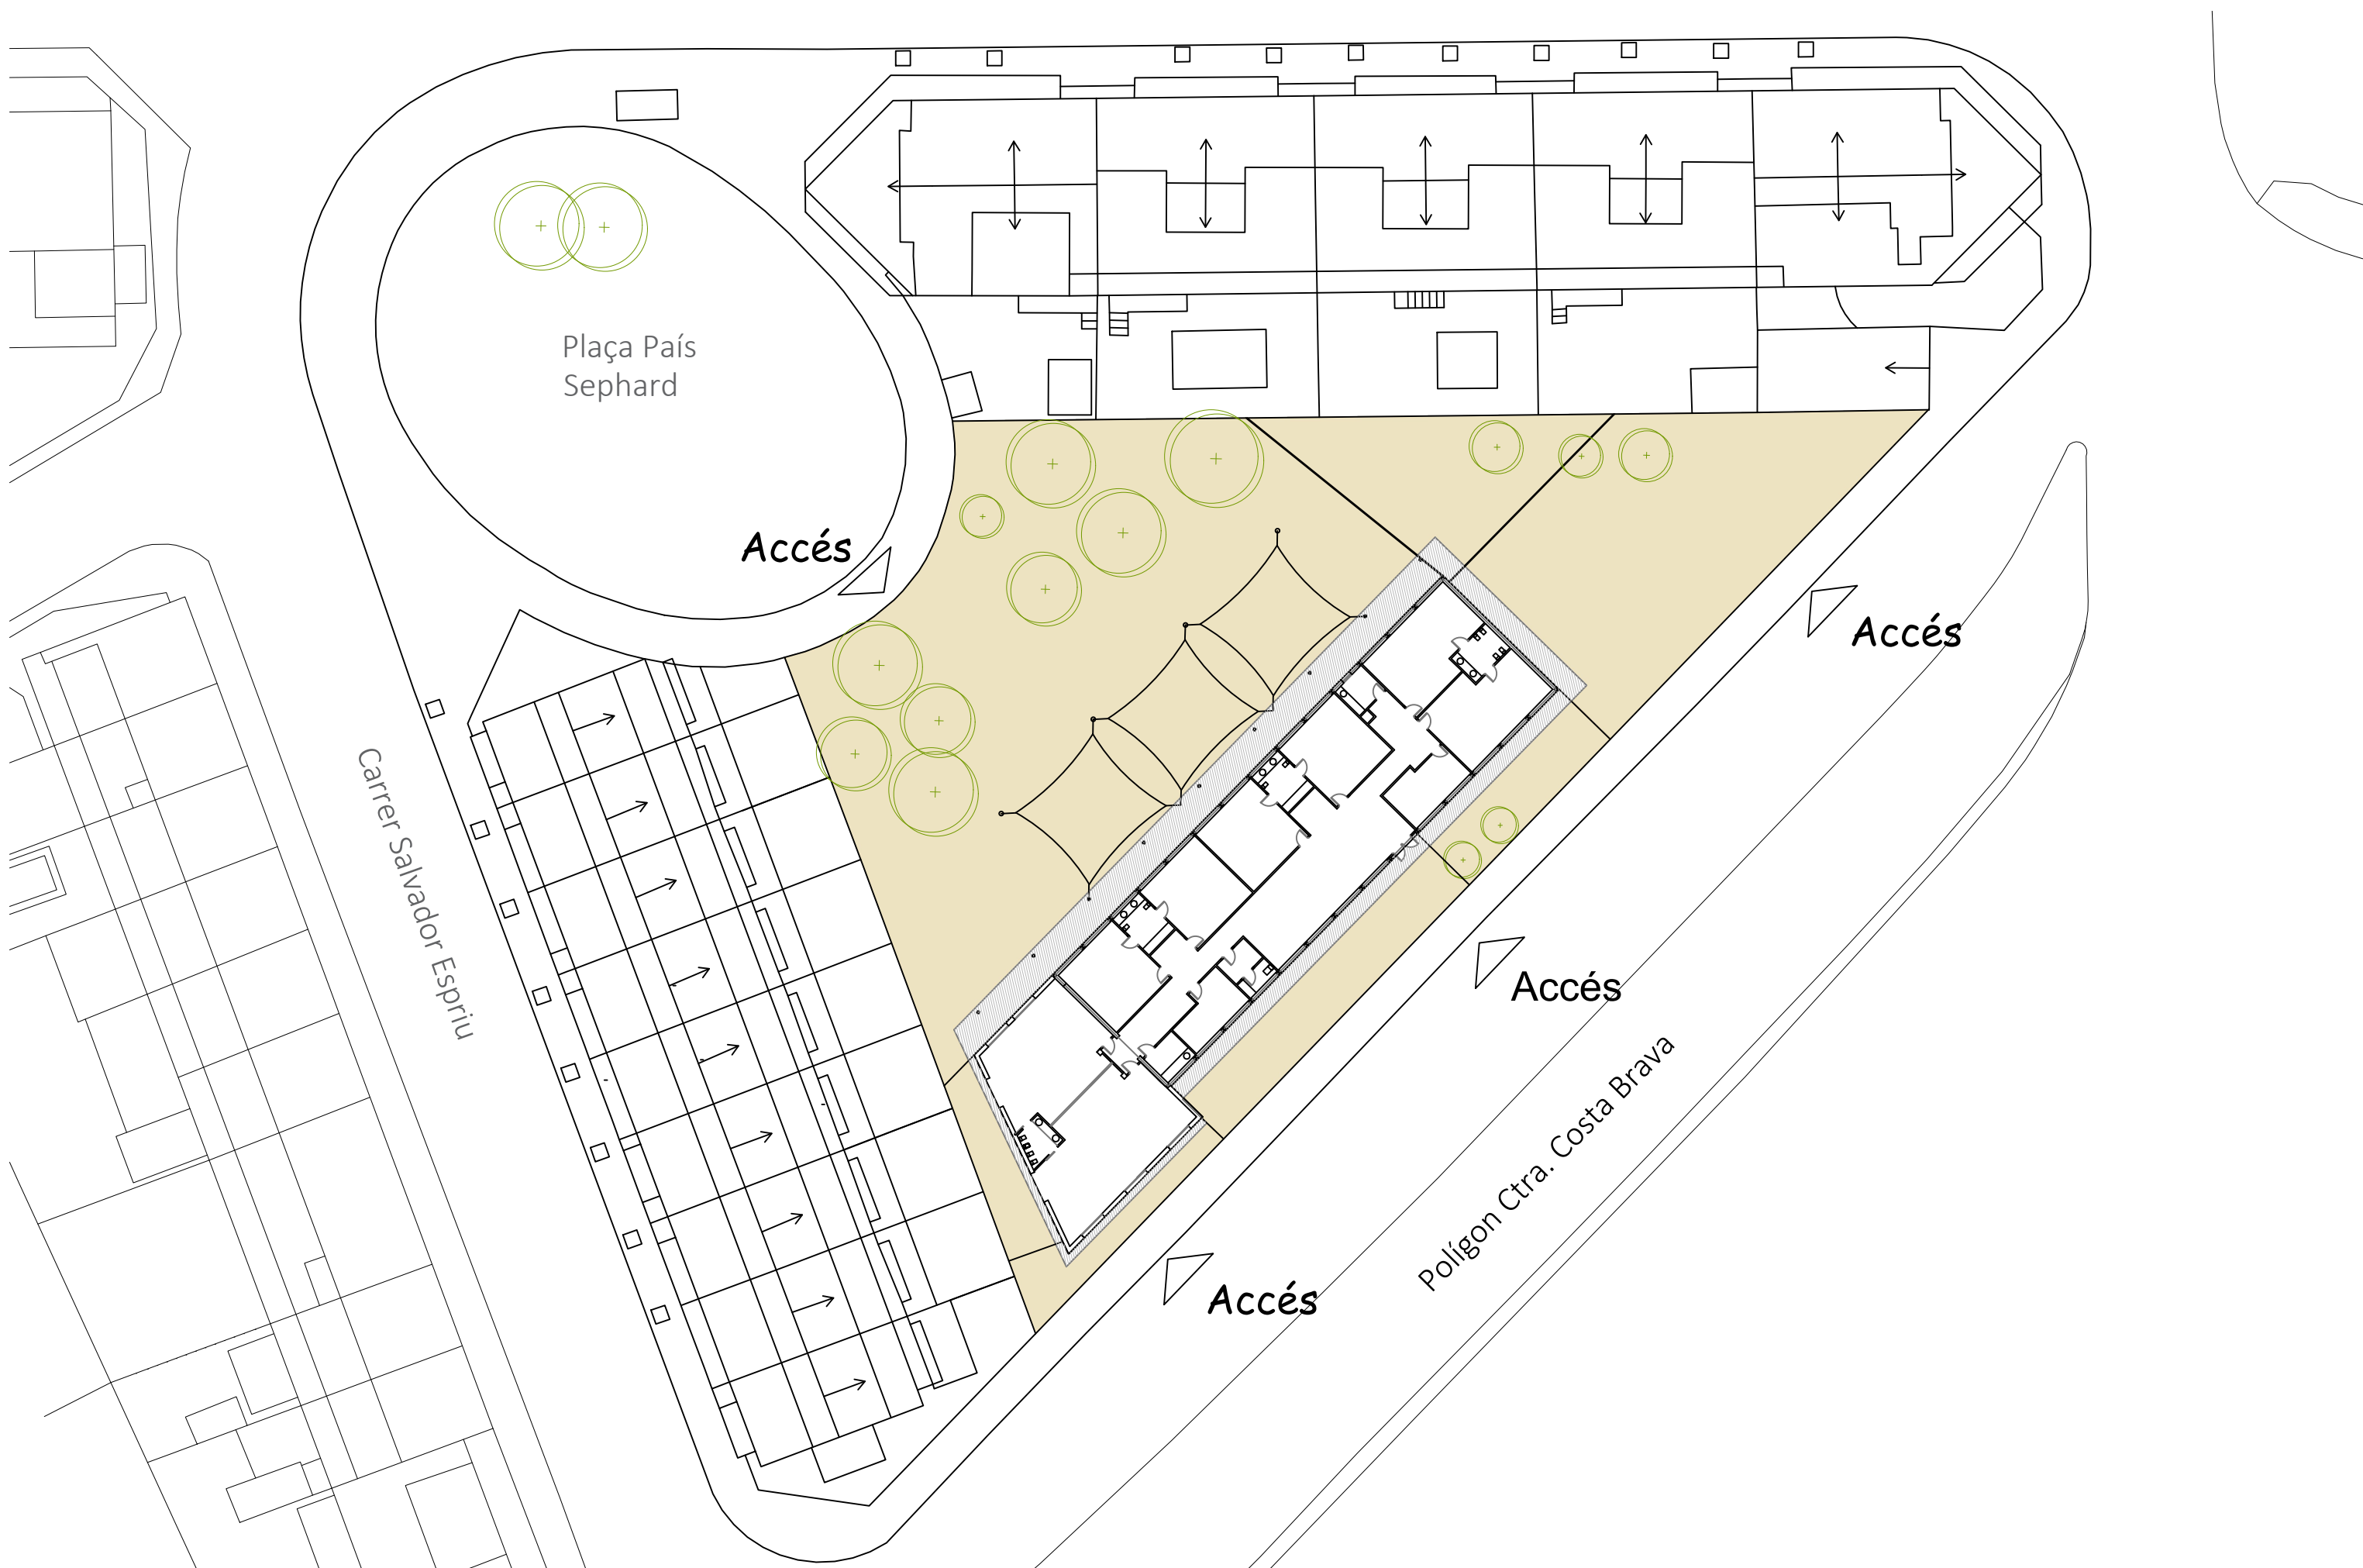 Plaça País
Sephard
Accés
Accés
Carrer Salvador Espriu
Accés
Polígon Ctra. Costa Brava
Accés